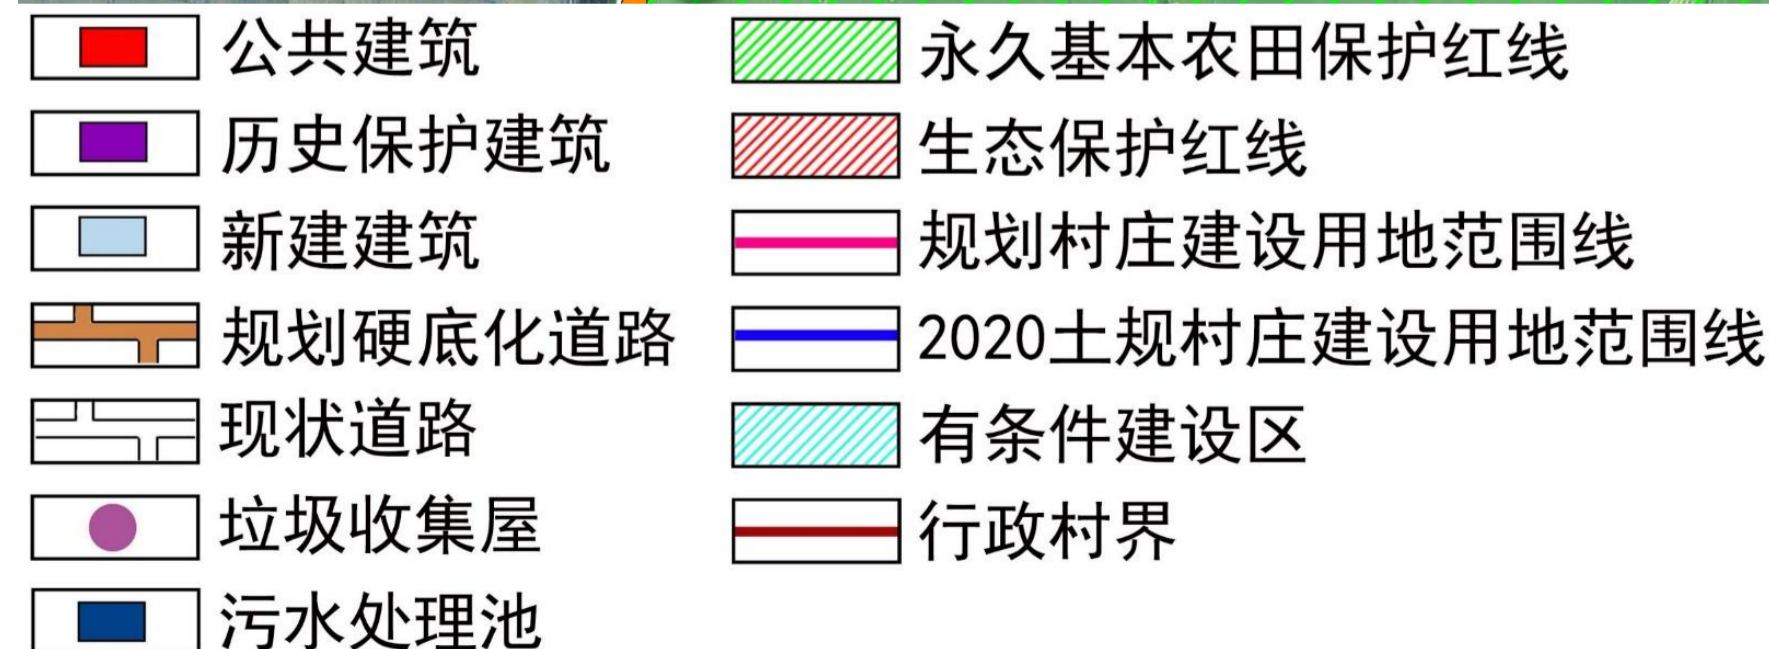 公共建筑
历史保护建筑
新建建筑
规划硬底化道路
现状道路
垃圾收集屋
污水处理池
永久基本农田保护红线
生态保护红线
规划村庄建设用地范围线
2020土规村庄建设用地范围线
有条件建设区
行政村界